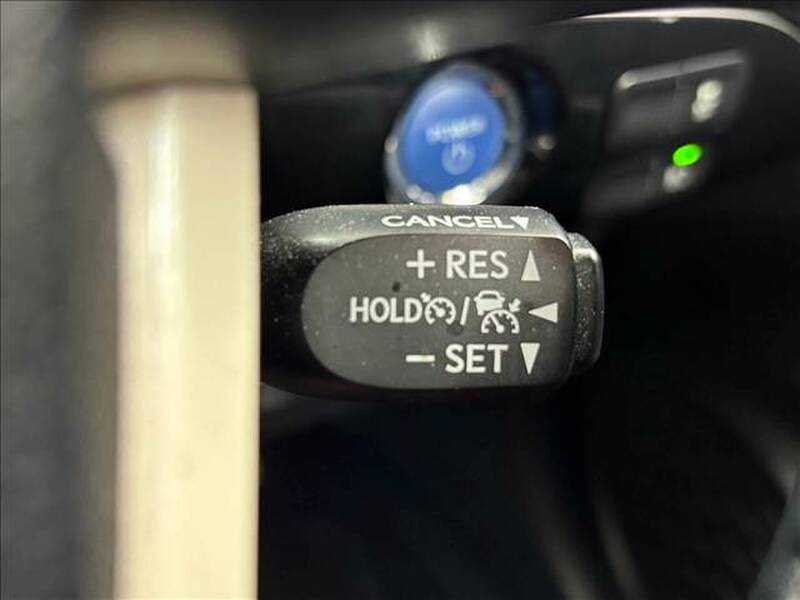 CANCEL
+ RES
HOLD /
- SET